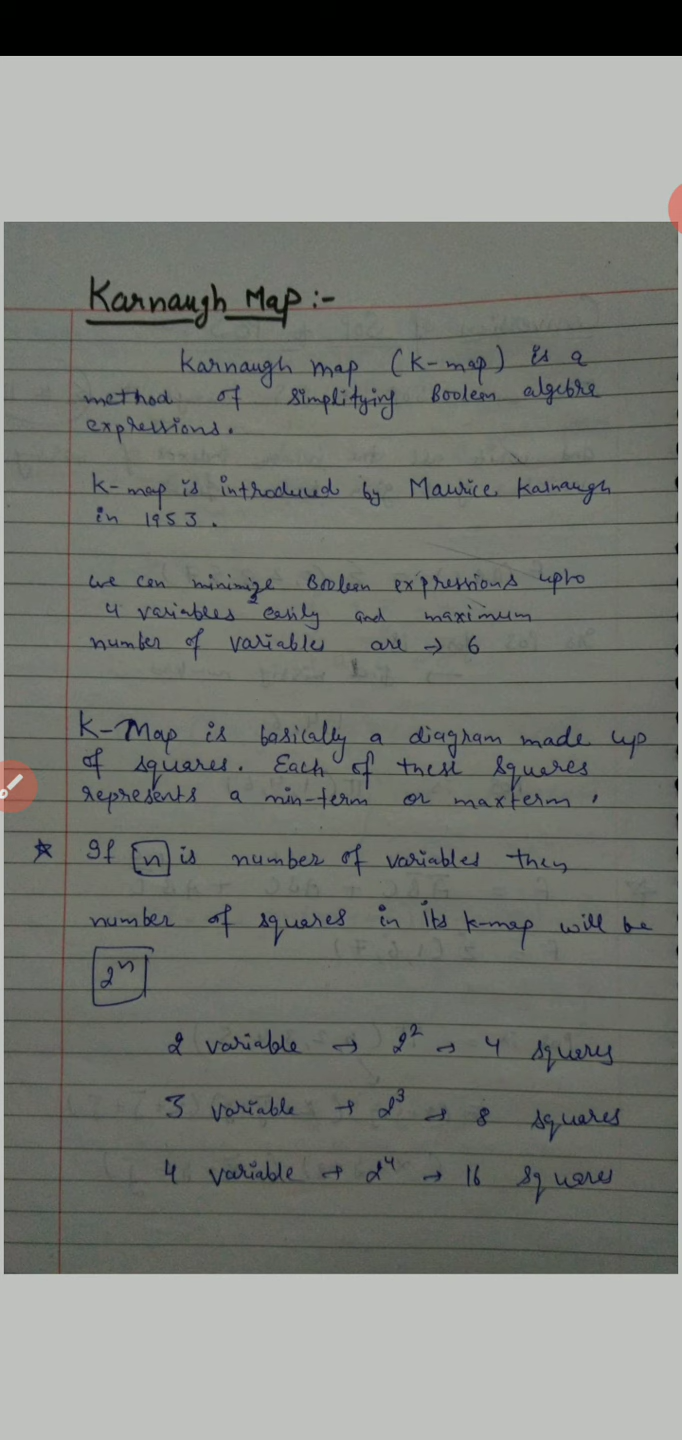 Karnaugh Map :-
Karnaugh map (K-map) is a
method of simplifying Boolean algebra
expressions.
K-map is introduced by Maurice Karnaugh
in 1953.
we can minimize Boolean expressions upto
4 variables easily and maximum
number of variables are → 6
K-Map is basically a diagram made up
of squares. Each of these squares
represents a min-term or maxterm.
If n is number of variables then
number of squares in its k-map will be
2ⁿ
2 variable → 2² → 4 squares
3 variable → 2³ → 8 squares
4 variable → 2⁴ → 16 squares